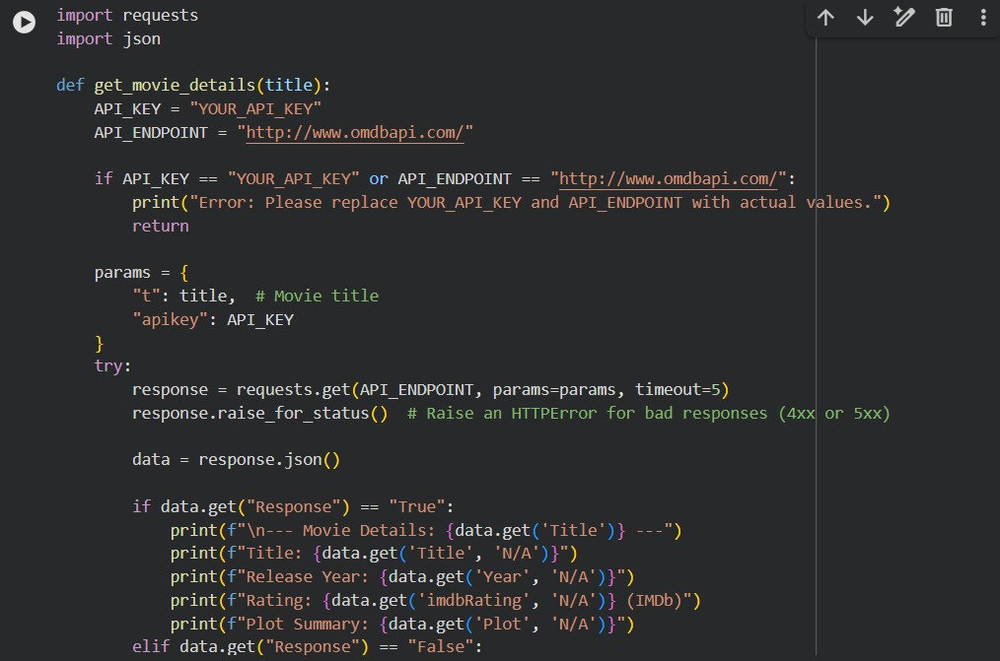 import requests
import json

def get_movie_details(title):
    API_KEY = "YOUR_API_KEY"
    API_ENDPOINT = "http://www.omdbapi.com/"

    if API_KEY == "YOUR_API_KEY" or API_ENDPOINT == "http://www.omdbapi.com/":
        print("Error: Please replace YOUR_API_KEY and API_ENDPOINT with actual values.")
        return

    params = {
        "t": title,  # Movie title
        "apikey": API_KEY
    }
    try:
        response = requests.get(API_ENDPOINT, params=params, timeout=5)
        response.raise_for_status()  # Raise an HTTPError for bad responses (4xx or 5xx)

        data = response.json()

        if data.get("Response") == "True":
            print(f"\n--- Movie Details: {data.get('Title')} ---")
            print(f"Title: {data.get('Title', 'N/A')}")
            print(f"Release Year: {data.get('Year', 'N/A')}")
            print(f"Rating: {data.get('imdbRating', 'N/A')} (IMDb)")
            print(f"Plot Summary: {data.get('Plot', 'N/A')}")
        elif data.get("Response") == "False":